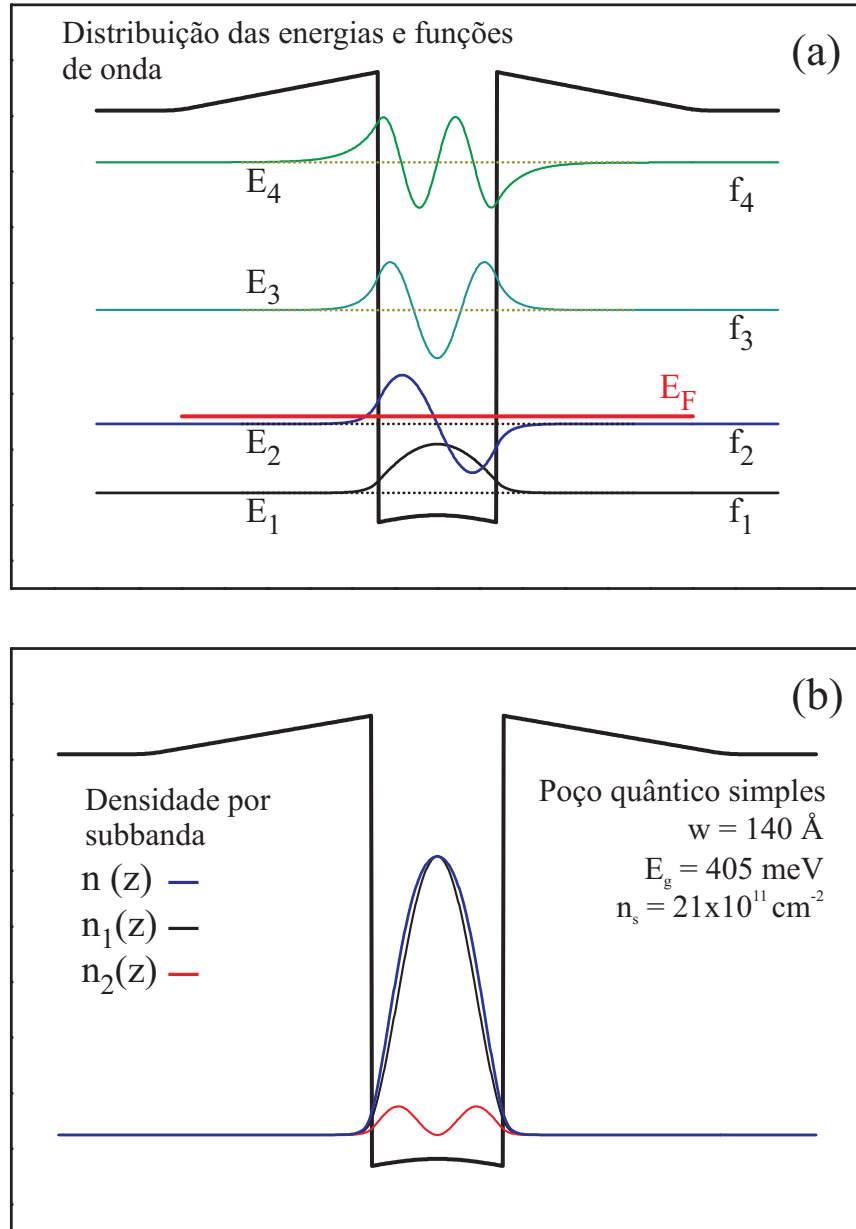 Distribuição das energias e funções
de onda
(a)
E4
f4
E3
f3
EF
E2
f2
E1
f1
(b)
Densidade por
subbanda
n (z)
n1(z)
n2(z)
Poço quântico simples
w = 140 Å
Eg = 405 meV
ns = 21x10^11 cm^-2